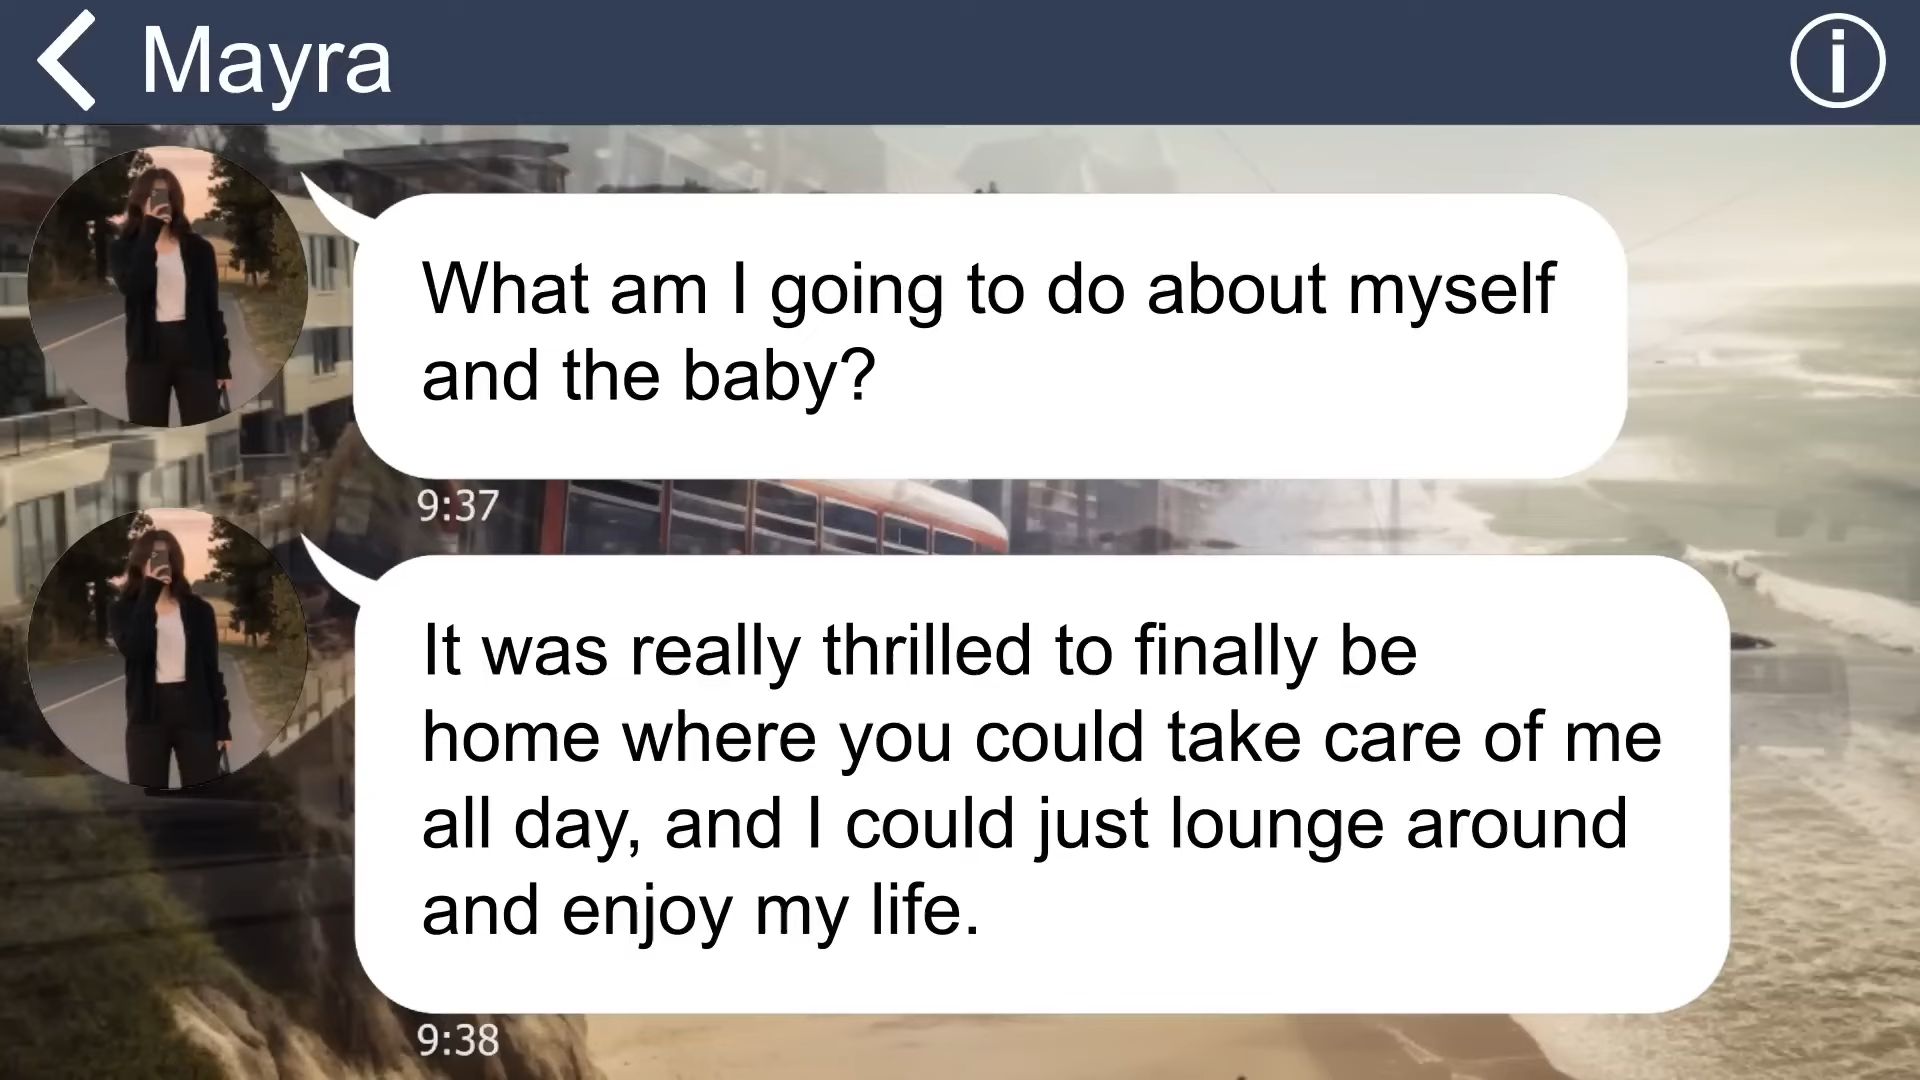 Mayra
What am I going to do about myself
and the baby?
9:37
It was really thrilled to finally be
home where you could take care of me
all day, and I could just lounge around
and enjoy my life.
9:38